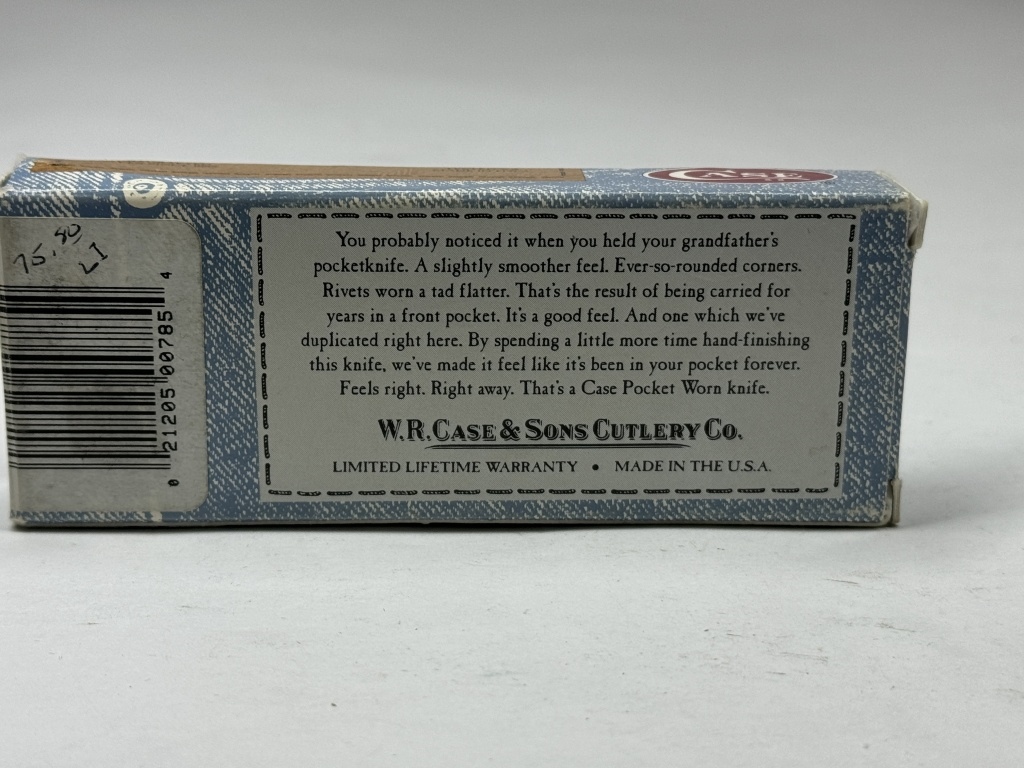 CASE
75.80
LI
0 21205 00785 4
You probably noticed it when you held your grandfather's
pocketknife. A slightly smoother feel. Ever-so-rounded corners.
Rivets worn a tad flatter. That's the result of being carried for
years in a front pocket. It's a good feel. And one which we've
duplicated right here. By spending a little more time hand-finishing
this knife, we've made it feel like it's been in your pocket forever.
Feels right. Right away. That's a Case Pocket Worn knife.
W.R. CASE & SONS CUTLERY CO.
LIMITED LIFETIME WARRANTY • MADE IN THE U.S.A.